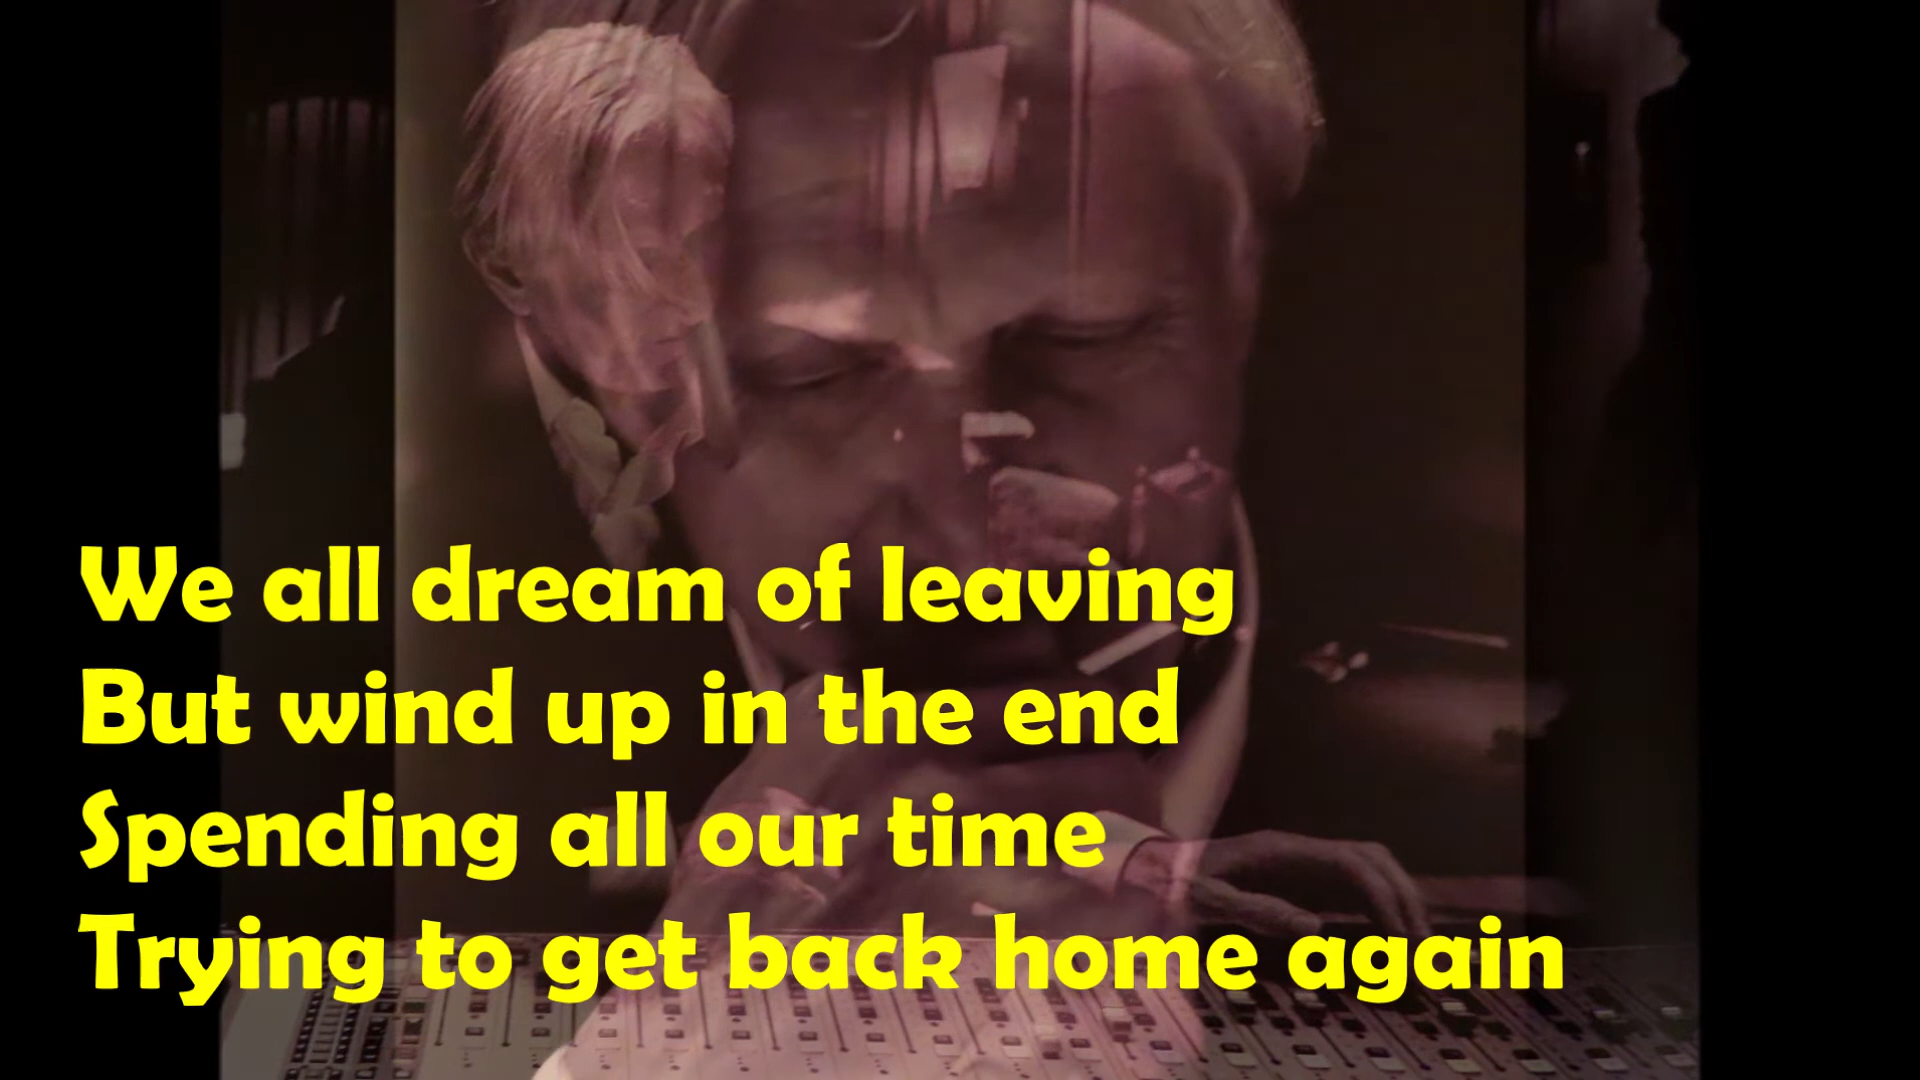 We all dream of leaving
But wind up in the end
Spending all our time
Trying to get back home again